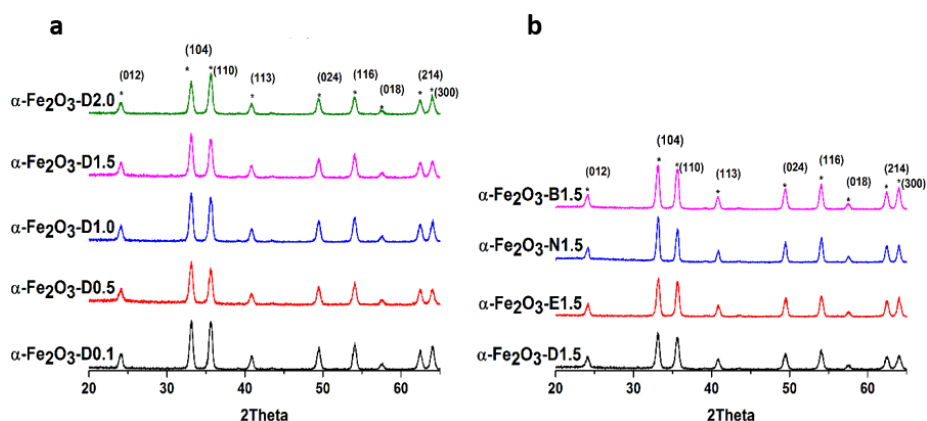 a
(012) (104) (110) (113) (024) (116) (018) (214) (300)
α-Fe2O3-D2.0
α-Fe2O3-D1.5
α-Fe2O3-D1.0
α-Fe2O3-D0.5
α-Fe2O3-D0.1
20 30 40 50 60
2Theta
b
(012) (104) (110) (113) (024) (116) (018) (214) (300)
α-Fe2O3-B1.5
α-Fe2O3-N1.5
α-Fe2O3-E1.5
α-Fe2O3-D1.5
20 30 40 50 60
2Theta